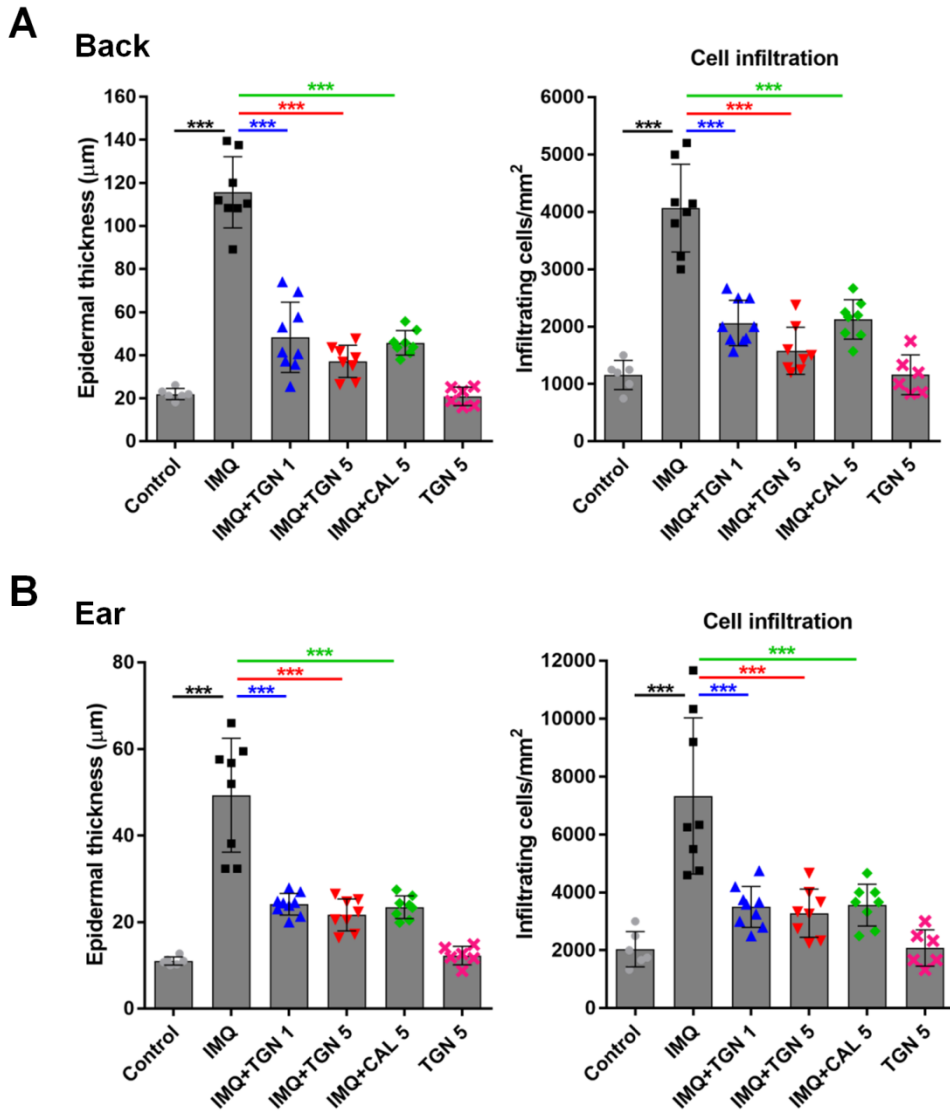 A
Back
Cell infiltration
Epidermal thickness (μm)
160
140
120
100
80
60
40
20
0
***
***
***
***
Control
IMQ
IMQ+TGN 1
IMQ+TGN 5
IMQ+CAL 5
TGN 5
Infiltrating cells/mm²
6000
5000
4000
3000
2000
1000
0
***
***
***
***
Control
IMQ
IMQ+TGN 1
IMQ+TGN 5
IMQ+CAL 5
TGN 5
B
Ear
Cell infiltration
Epidermal thickness (μm)
80
60
40
20
0
***
***
***
***
Control
IMQ
IMQ+TGN 1
IMQ+TGN 5
IMQ+CAL 5
TGN 5
Infiltrating cells/mm²
12000
10000
8000
6000
4000
2000
0
***
***
***
***
Control
IMQ
IMQ+TGN 1
IMQ+TGN 5
IMQ+CAL 5
TGN 5